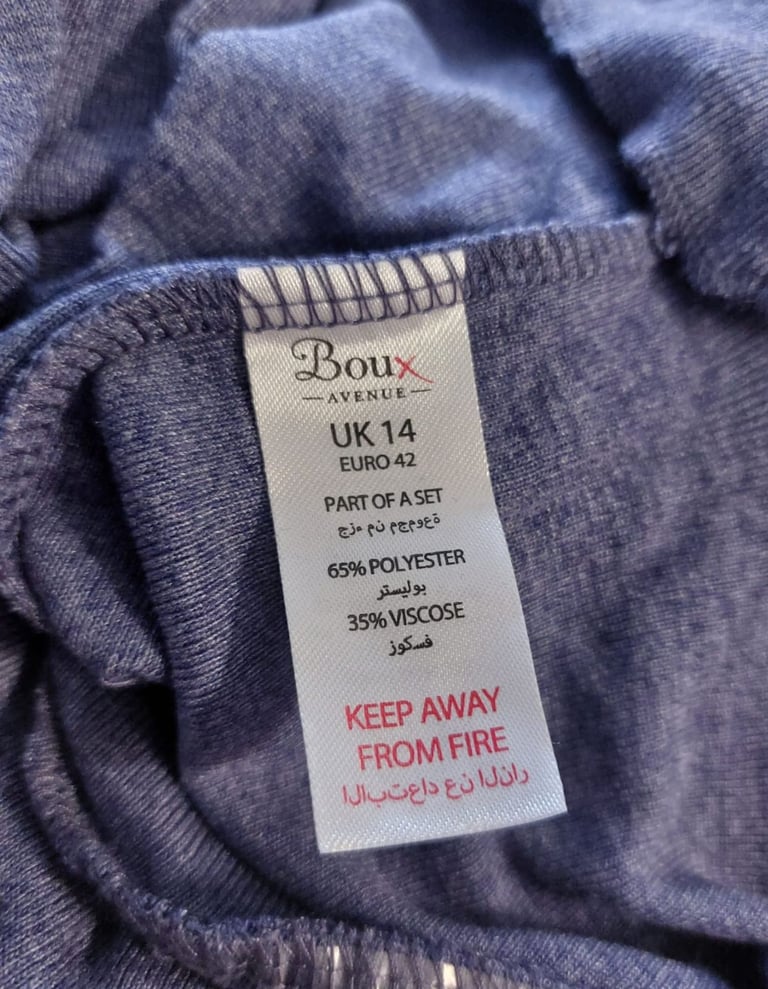 Boux
AVENUE
UK 14
EURO 42
PART OF A SET
ةعومجم نم ءزج
65% POLYESTER
بوليستر
35% VISCOSE
فسكوز
KEEP AWAY
FROM FIRE
رانلا نع داعتبالا